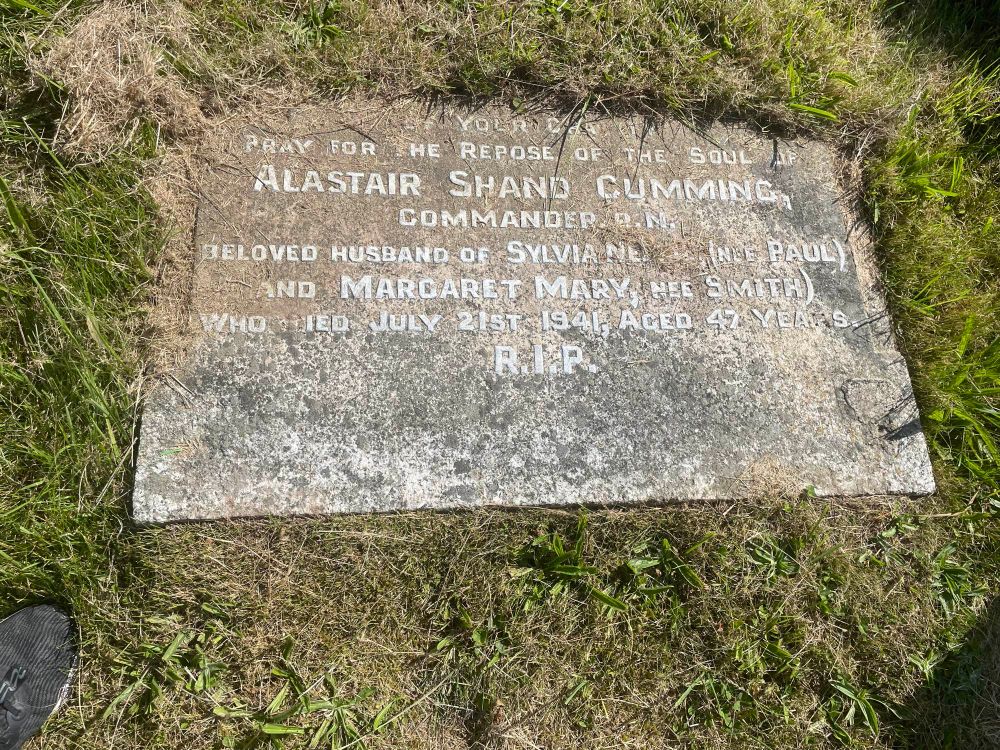 YOUR
PRAY FOR THE REPOSE OF THE SOUL OF
ALASTAIR SHAND CUMMING,
COMMANDER R.N.
BELOVED HUSBAND OF SYLVIA (NEE PAUL)
AND MARGARET MARY, (NEE SMITH)
WHO DIED JULY 21ST 1941, AGED 47 YEARS.
R.I.P.